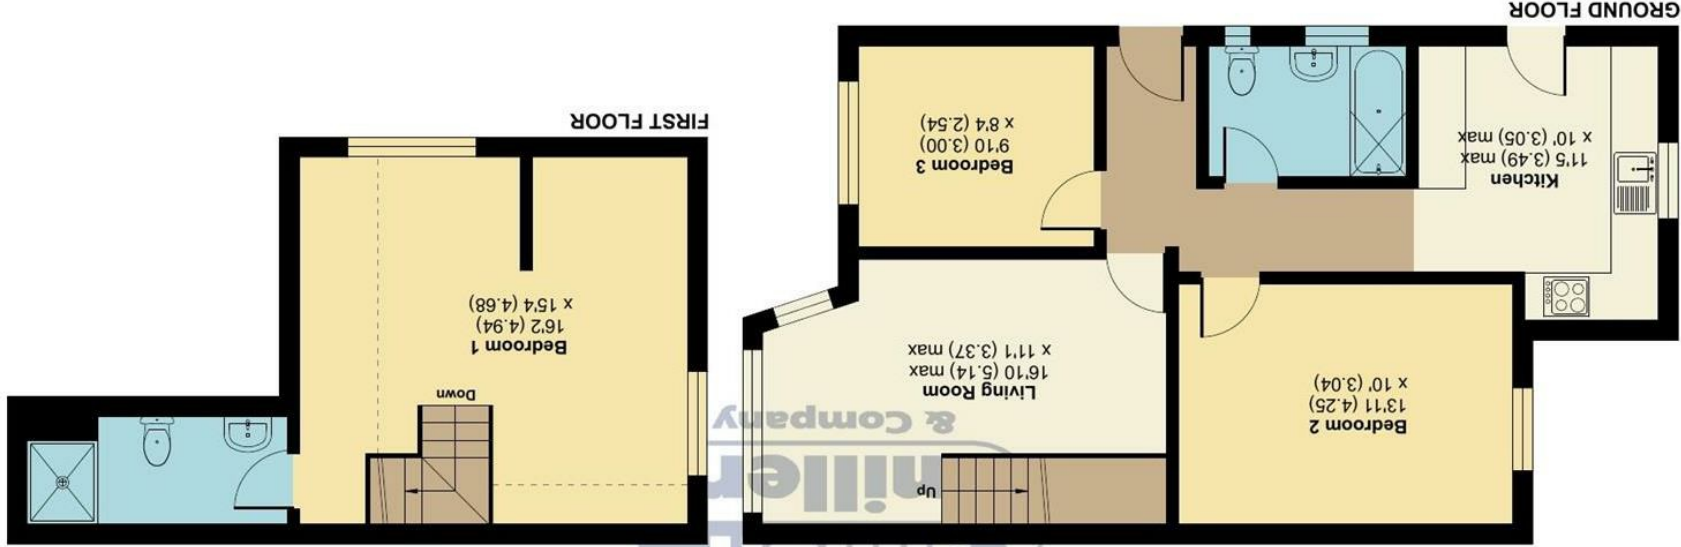 GROUND FLOOR
Kitchen
11'5 (3.49) max
x 10' (3.05) max
Bedroom 3
9'10 (3.00)
x 8'4 (2.54)
Living Room
16'10 (5.14) max
x 11'1 (3.37) max
Bedroom 2
13'11 (4.25)
x 10' (3.04)
Up
FIRST FLOOR
Bedroom 1
16'2 (4.94)
x 15'4 (4.68)
Down
miller
& Company